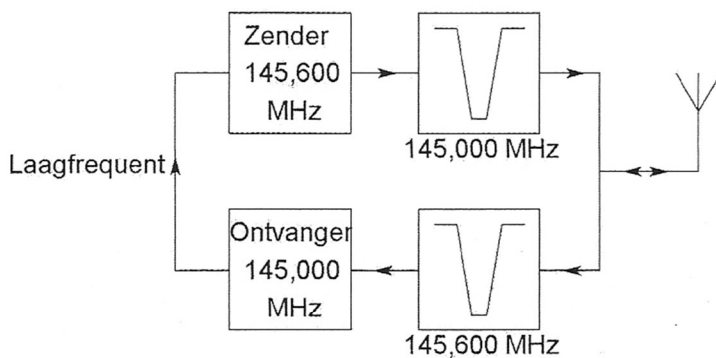 Zender
145,600
MHz
145,000 MHz
Laagfrequent
Ontvanger
145,000
MHz
145,600 MHz